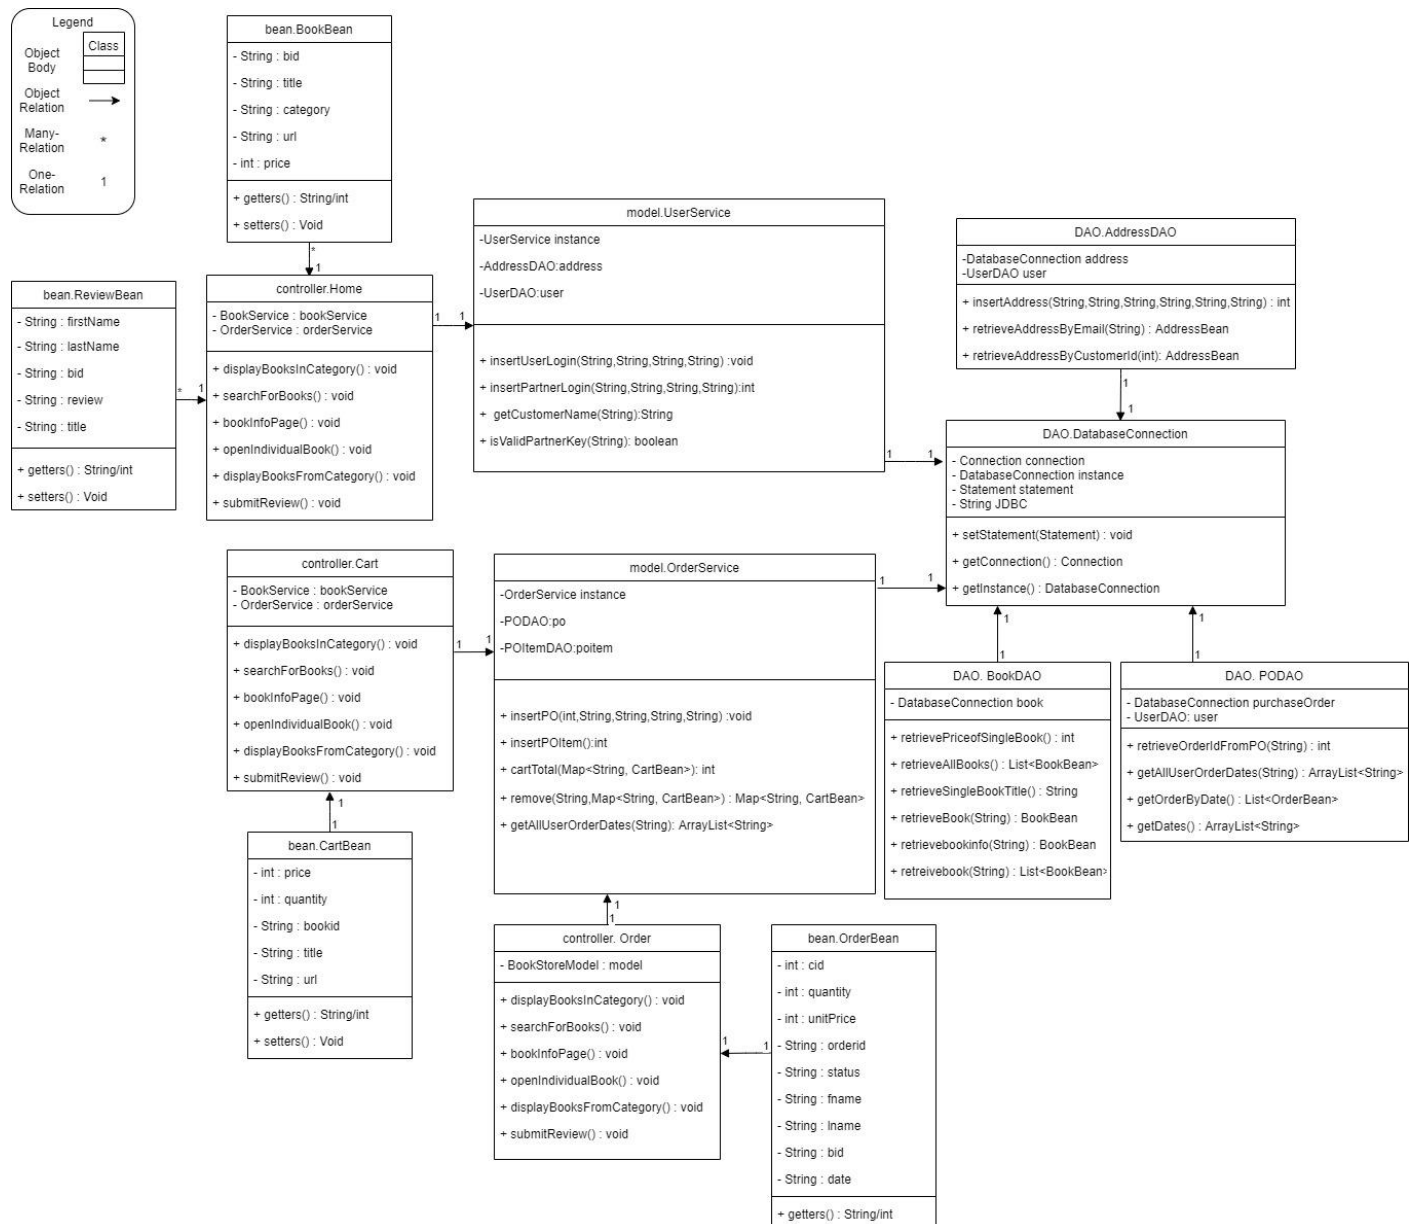 Legend
Object
Body
Class
Object
Relation
Many-
Relation
*
One-
Relation
1
bean.BookBean
- String : bid
- String : title
- String : category
- String : url
- int : price
+ getters() : String/int
+ setters() : Void
*
1
bean.ReviewBean
- String : firstName
- String : lastName
- String : bid
- String : review
- String : title
+ getters() : String/int
+ setters() : Void
*
1
controller.Home
- BookService : bookService
- OrderService : orderService
+ displayBooksInCategory() : void
+ searchForBooks() : void
+ bookInfoPage() : void
+ openIndividualBook() : void
+ displayBooksFromCategory() : void
+ submitReview() : void
1
1
model.UserService
-UserService instance
-AddressDAO:address
-UserDAO:user
+ insertUserLogin(String,String,String,String) :void
+ insertPartnerLogin(String,String,String,String):int
+ getCustomerName(String):String
+ isValidPartnerKey(String): boolean
1
1
DAO.AddressDAO
-DatabaseConnection address
-UserDAO user
+ insertAddress(String,String,String,String,String,String) : int
+ retrieveAddressByEmail(String) : AddressBean
+ retrieveAddressByCustomerId(int): AddressBean
1
1
DAO.DatabaseConnection
- Connection connection
- DatabaseConnection instance
- Statement statement
- String JDBC
+ setStatement(Statement) : void
+ getConnection() : Connection
+ getInstance() : DatabaseConnection
controller.Cart
- BookService : bookService
- OrderService : orderService
+ displayBooksInCategory() : void
+ searchForBooks() : void
+ bookInfoPage() : void
+ openIndividualBook() : void
+ displayBooksFromCategory() : void
+ submitReview() : void
1
1
1
1
model.OrderService
-OrderService instance
-PODAO:po
-POItemDAO:poitem
+ insertPO(int,String,String,String,String) :void
+ insertPOItem():int
+ cartTotal(Map<String, CartBean>): int
+ remove(String,Map<String, CartBean>) : Map<String, CartBean>
+ getAllUserOrderDates(String): ArrayList<String>
1
1
1
1
1
1
DAO. BookDAO
- DatabaseConnection book
+ retrievePriceofSingleBook() : int
+ retrieveAllBooks() : List<BookBean>
+ retrieveSingleBookTitle() : String
+ retrieveBook(String) : BookBean
+ retrievebookinfo(String) : BookBean
+ retreivebook(String) : List<BookBean>
1
1
DAO. PODAO
- DatabaseConnection purchaseOrder
- UserDAO: user
+ retrieveOrderIdFromPO(String) : int
+ getAllUserOrderDates(String) : ArrayList<String>
+ getOrderByDate() : List<OrderBean>
+ getDates() : ArrayList<String>
bean.CartBean
- int : price
- int : quantity
- String : bookid
- String : title
- String : url
+ getters() : String/int
+ setters() : Void
controller. Order
- BookStoreModel : model
+ displayBooksInCategory() : void
+ searchForBooks() : void
+ bookInfoPage() : void
+ openIndividualBook() : void
+ displayBooksFromCategory() : void
+ submitReview() : void
1
1
bean.OrderBean
- int : cid
- int : quantity
- int : unitPrice
- String : orderid
- String : status
- String : fname
- String : lname
- String : bid
- String : date
+ getters() : String/int